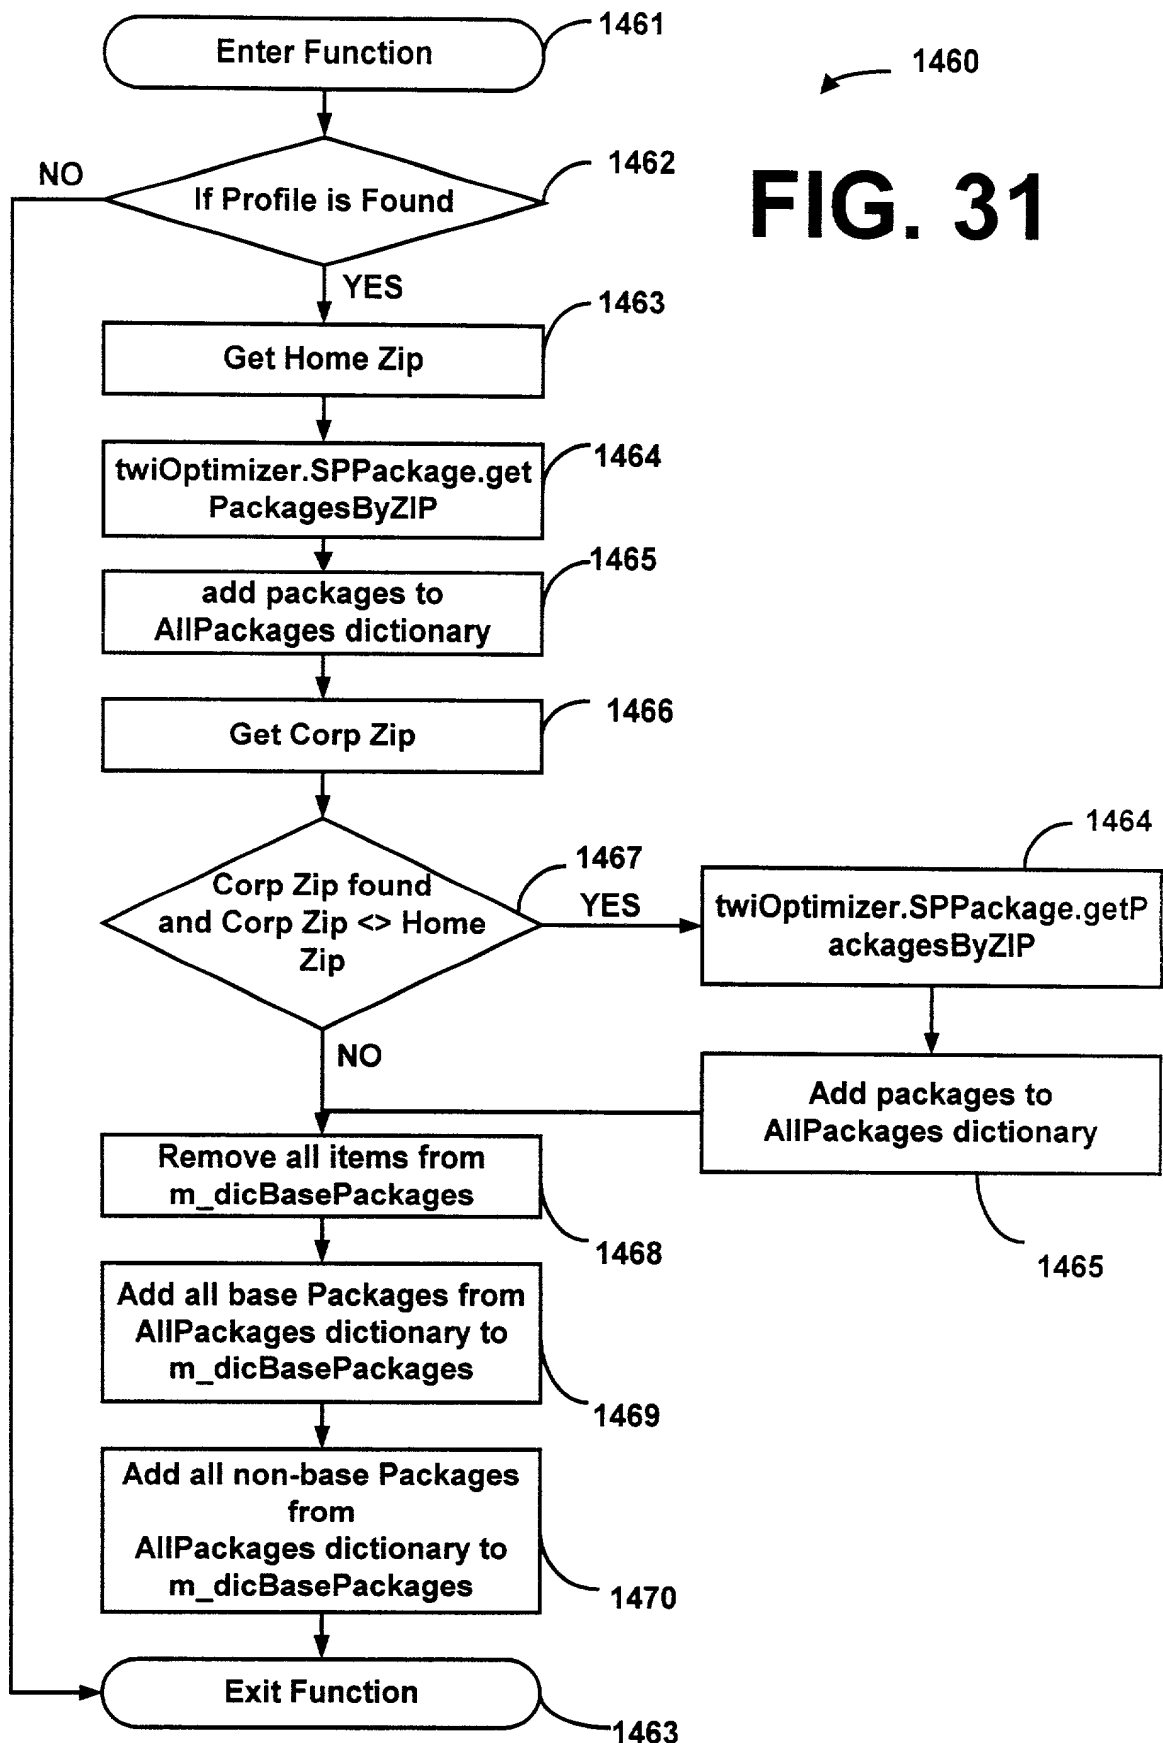 Enter Function
1461
1460
FIG. 31
NO
If Profile is Found
1462
YES
Get Home Zip
1463
twiOptimizer.SPPackage.get
PackagesByZIP
1464
add packages to
AllPackages dictionary
1465
Get Corp Zip
1466
Corp Zip found
and Corp Zip <> Home
Zip
1467
YES
1464
twiOptimizer.SPPackage.getP
ackagesByZIP
NO
Add packages to
AllPackages dictionary
1465
Remove all items from
m_dicBasePackages
1468
Add all base Packages from
AllPackages dictionary to
m_dicBasePackages
1469
Add all non-base Packages
from
AllPackages dictionary to
m_dicBasePackages
1470
Exit Function
1463